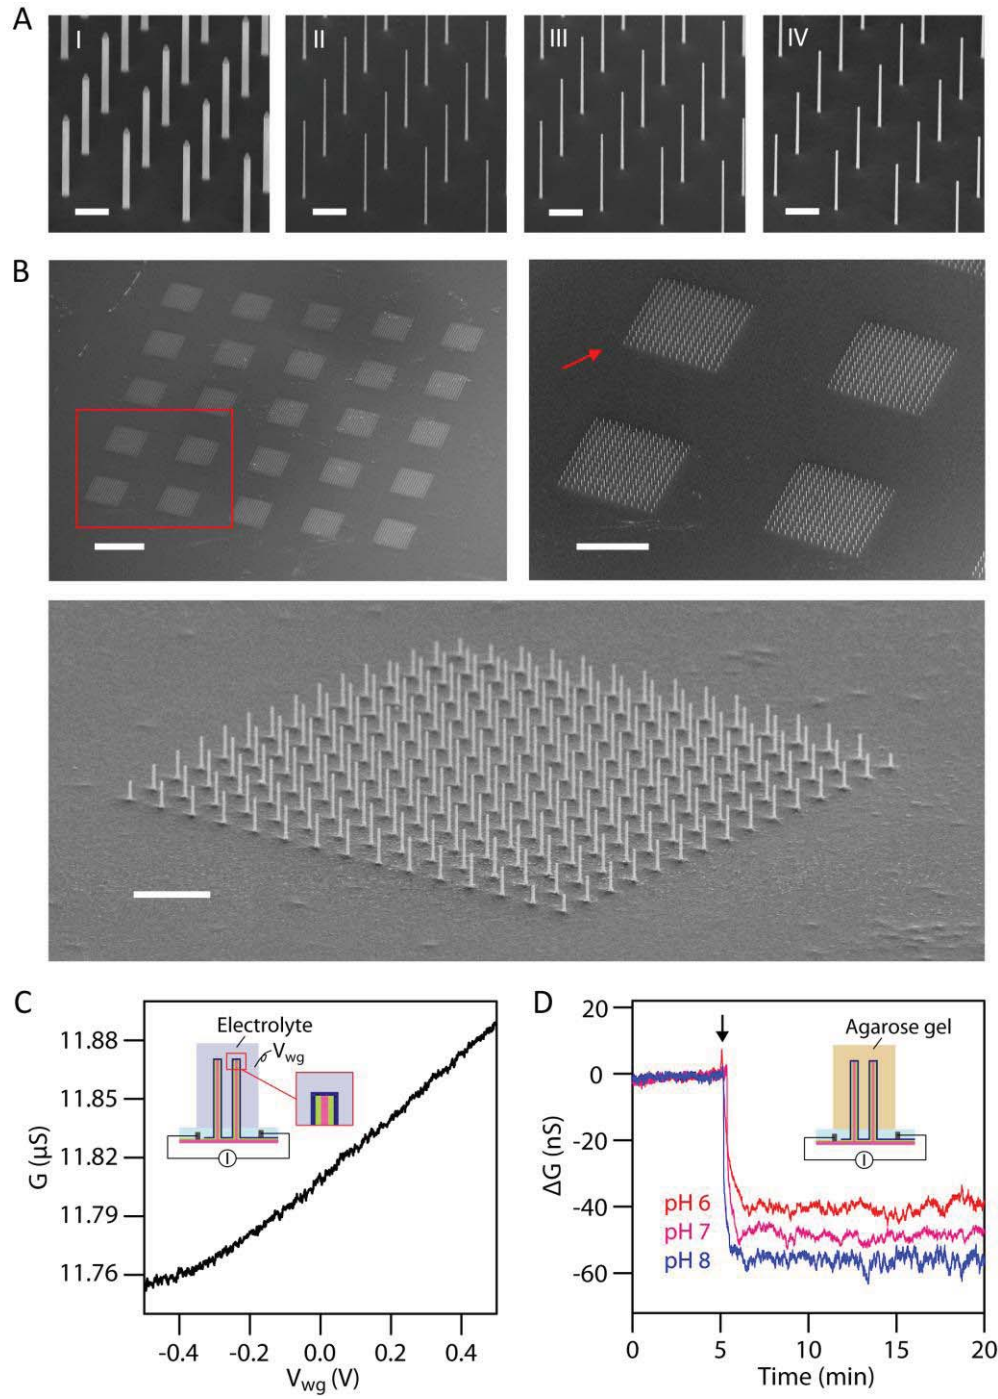 A
I
II
III
IV
B
C
Electrolyte
Vwg
I
11.88
11.85
11.82
11.79
11.76
G (µS)
-0.4
-0.2
0.0
0.2
0.4
Vwg (V)
D
Agarose gel
I
20
0
-20
-40
-60
ΔG (nS)
pH 6
pH 7
pH 8
0
5
10
15
20
Time (min)